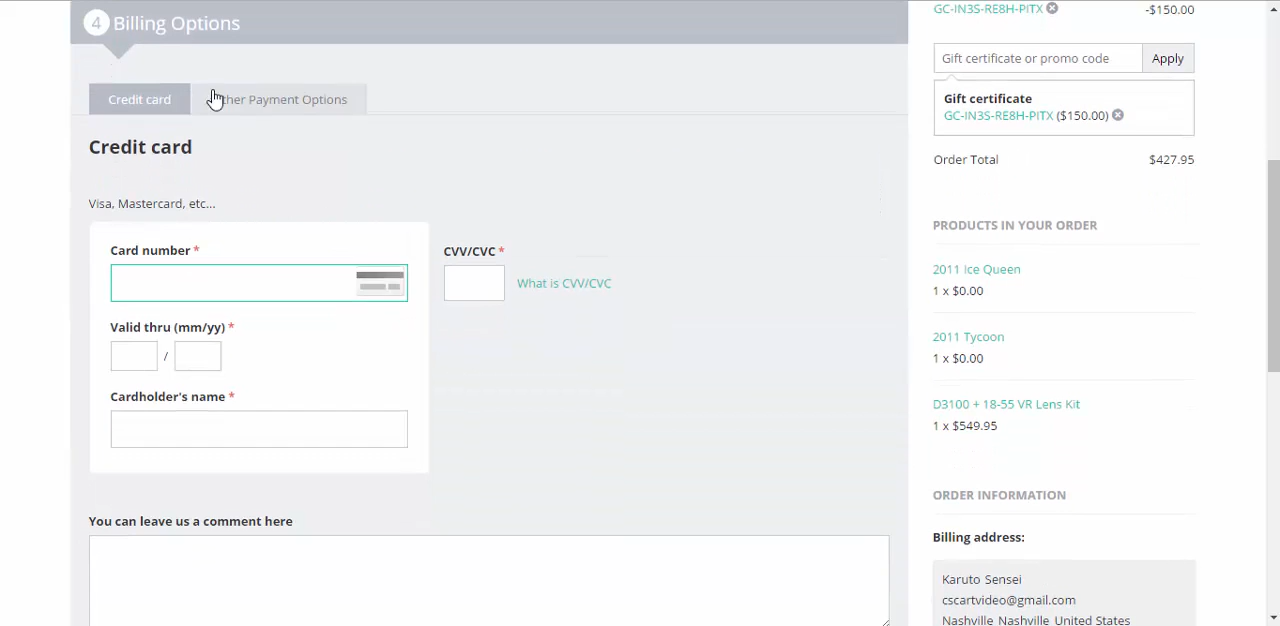 4 Billing Options
Credit card
Other Payment Options
Credit card
Visa, Mastercard, etc...
Card number *
CVV/CVC *
What is CVV/CVC
Valid thru (mm/yy) *
/
Cardholder's name *
You can leave us a comment here
GC-IN3S-RE8H-PITX -$150.00
Gift certificate or promo code Apply
Gift certificate
GC-IN3S-RE8H-PITX ($150.00)
Order Total $427.95
PRODUCTS IN YOUR ORDER
2011 Ice Queen
1 x $0.00
2011 Tycoon
1 x $0.00
D3100 + 18-55 VR Lens Kit
1 x $549.95
ORDER INFORMATION
Billing address:
Karuto Sensei
cscartvideo@gmail.com
Nashville Nashville United States